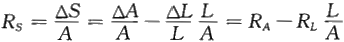 R_S = ΔS/A = ΔA/A − ΔL/L L/A = R_A − R_L L/A